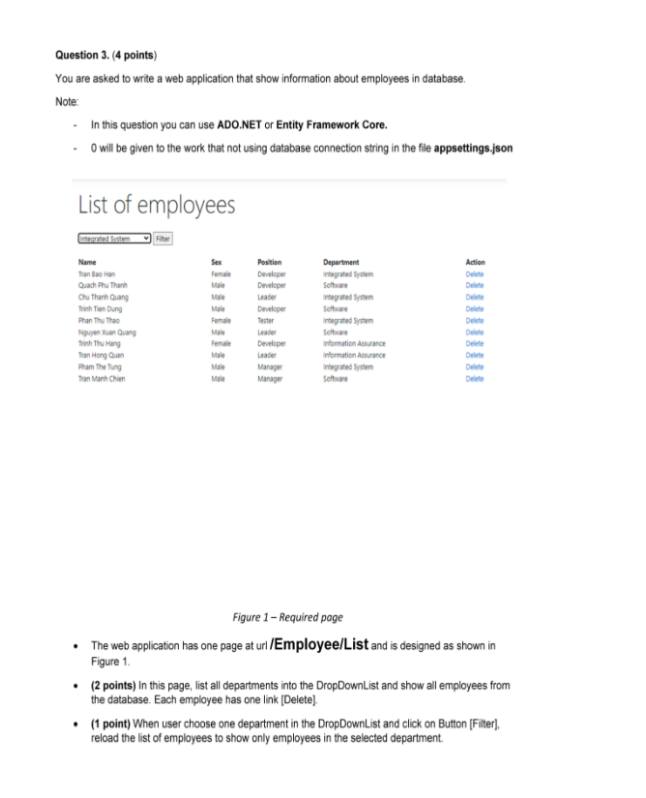 Question 3. (4 points)
You are asked to write a web application that show information about employees in database.
Note:
- In this question you can use ADO.NET or Entity Framework Core.
- 0 will be given to the work that not using database connection string in the file appsettings.json
List of employees
Integrated System Filter
Name Sex Position Department Action
Tran Bao Han Female Developer Integrated System Delete
Quach Phu Thanh Male Developer Software Delete
Chu Thanh Quang Male Leader Integrated System Delete
Trinh Tien Dung Male Developer Software Delete
Phan Thu Thao Female Tester Integrated System Delete
Nguyen Xuan Quang Male Leader Software Delete
Trinh Thu Hang Female Developer Information Assurance Delete
Tran Hong Quan Male Leader Information Assurance Delete
Pham The Tung Male Manager Integrated System Delete
Tran Manh Chien Male Manager Software Delete
Figure 1 – Required page
• The web application has one page at url /Employee/List and is designed as shown in
Figure 1.
• (2 points) In this page, list all departments into the DropDownList and show all employees from
the database. Each employee has one link [Delete].
• (1 point) When user choose one department in the DropDownList and click on Button [Filter],
reload the list of employees to show only employees in the selected department.